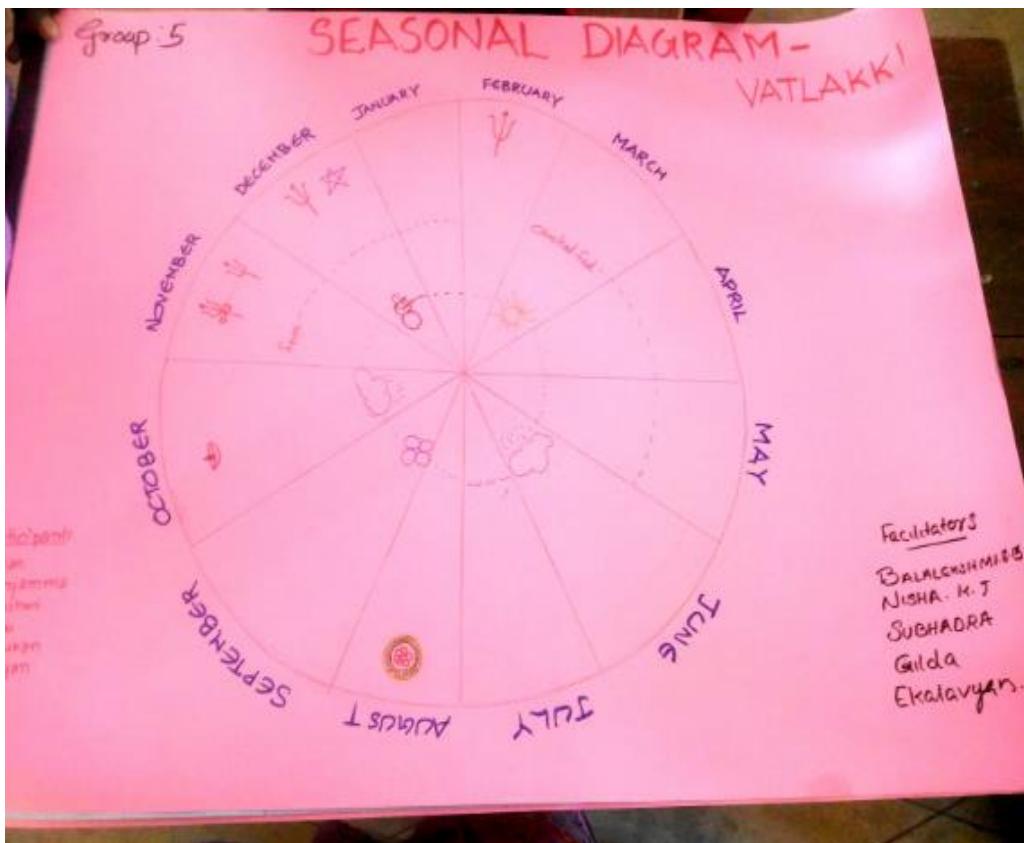 Group: 5
SEASONAL DIAGRAM-
VATLAKKI
JANUARY
FEBRUARY
MARCH
APRIL
MAY
JUNE
JULY
AUGUST
SEPTEMBER
OCTOBER
NOVEMBER
DECEMBER
Facilitators
NISHA. K. J
SUBHADRA
Gilda
Ekalavyan.